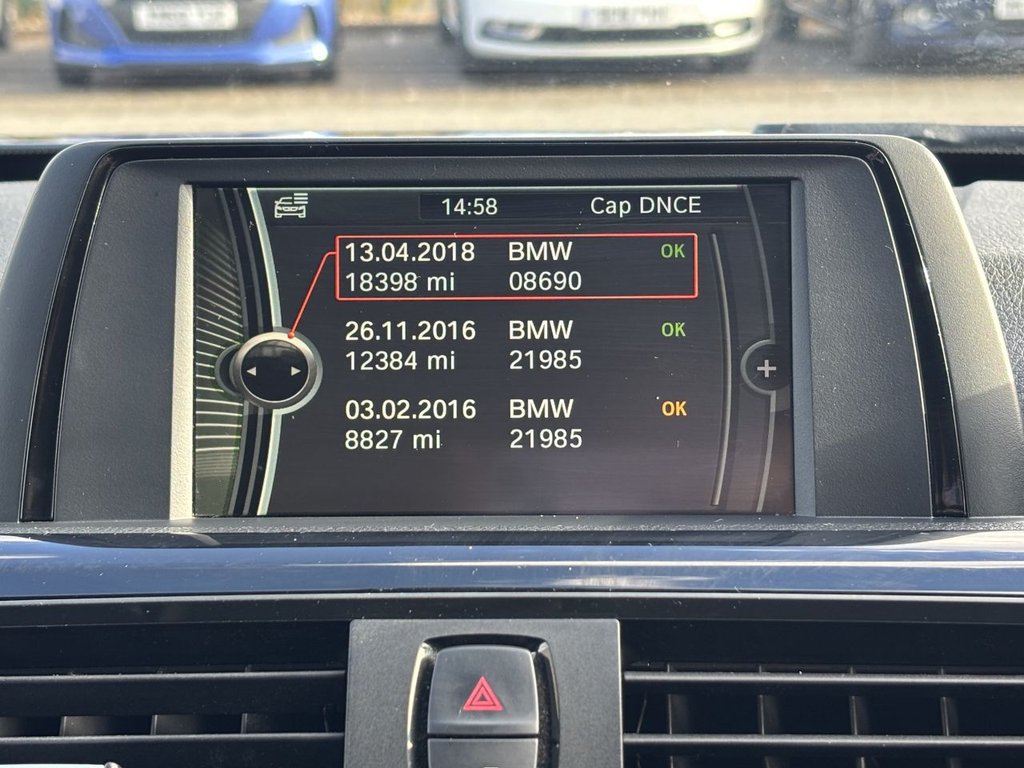 14:58 Cap DNCE
13.04.2018 BMW OK
18398 mi 08690
26.11.2016 BMW OK
12384 mi 21985
03.02.2016 BMW OK
8827 mi 21985